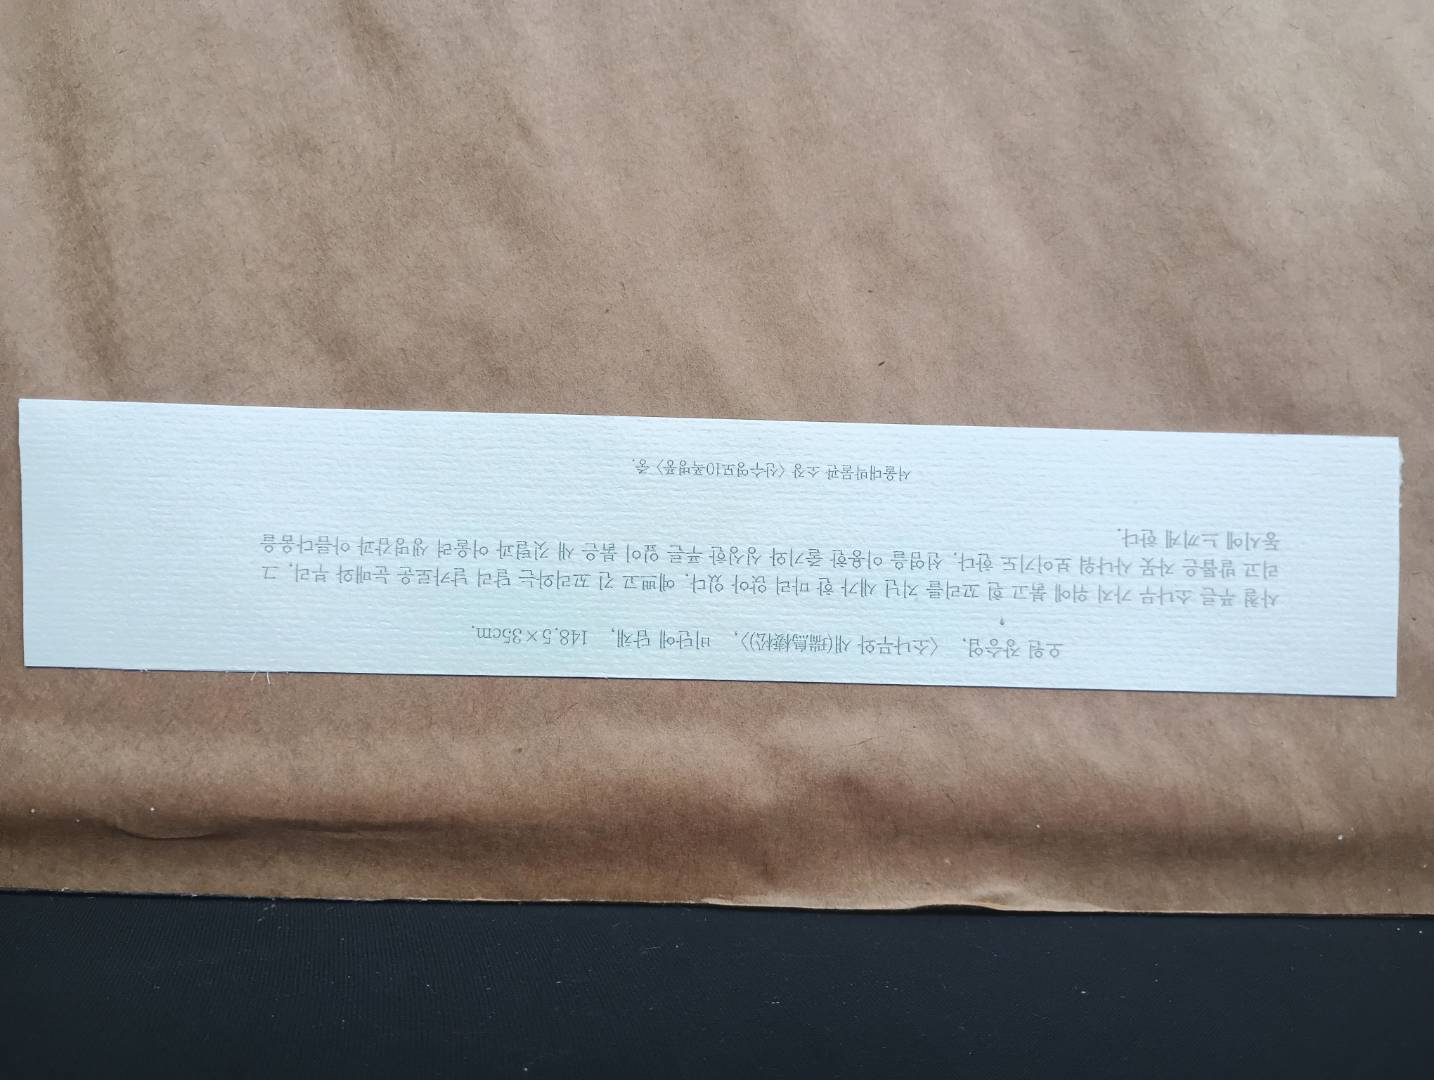 오원 장승업, 〈소나무와 새(瑞鳥棲松)〉, 비단에 담채, 148.5×35cm.
사철 푸른 소나무 가지 위에 붉고 흰 꼬리를 지닌 새가 한 마리 앉아 있다. 예쁘고 긴 꼬리와는 달리 날카로운 눈매와 부리, 그
리고 발톱은 자못 사나워 보이기도 한다. 선염을 이용한 줄기와 싱싱한 푸른 잎이 붉은 새 깃털과 어울려 생명감과 아름다움을
동시에 느끼게 한다.
서울대박물관 소장 〈산수영모10폭병풍〉 중.